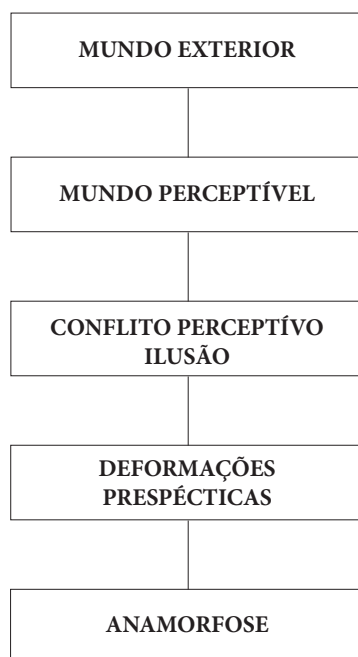 MUNDO EXTERIOR
MUNDO PERCEPTÍVEL
CONFLITO PERCEPTÍVO
ILUSÃO
DEFORMAÇÕES
PRESPÉCTICAS
ANAMORFOSE